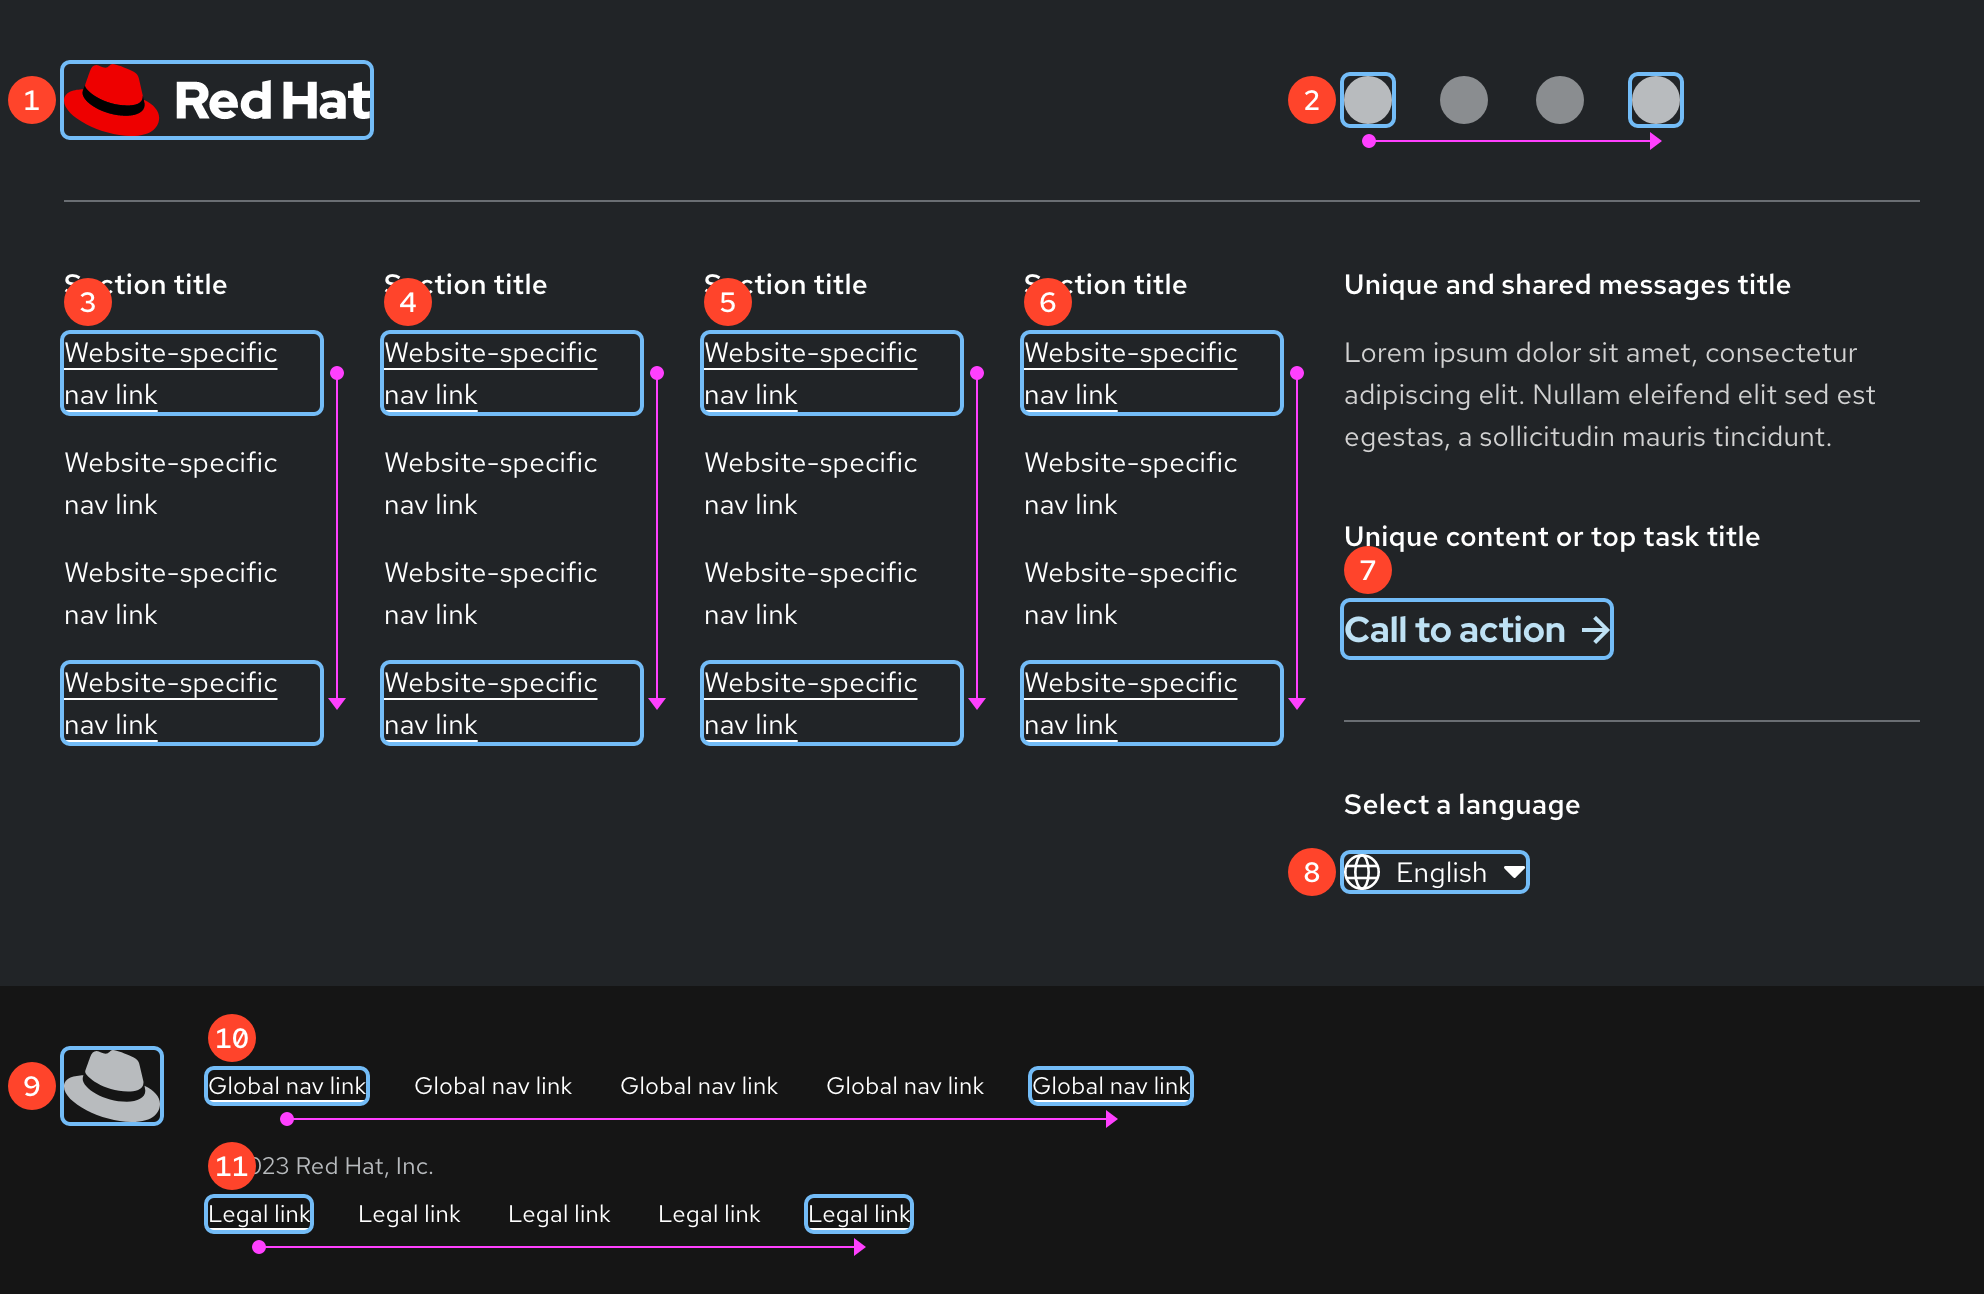 1
Red Hat
2
3
ction title
Website-specific
nav link
Website-specific
nav link
Website-specific
nav link
Website-specific
nav link
4
ction title
Website-specific
nav link
Website-specific
nav link
Website-specific
nav link
Website-specific
nav link
5
ction title
Website-specific
nav link
Website-specific
nav link
Website-specific
nav link
Website-specific
nav link
6
ction title
Website-specific
nav link
Website-specific
nav link
Website-specific
nav link
Website-specific
nav link
Unique and shared messages title
Lorem ipsum dolor sit amet, consectetur
adipiscing elit. Nullam eleifend elit sed est
egestas, a sollicitudin mauris tincidunt.
Unique content or top task title
7
Call to action →
Select a language
8
English
9
10
Global nav link Global nav link Global nav link Global nav link Global nav link
11 023 Red Hat, Inc.
Legal link Legal link Legal link Legal link Legal link